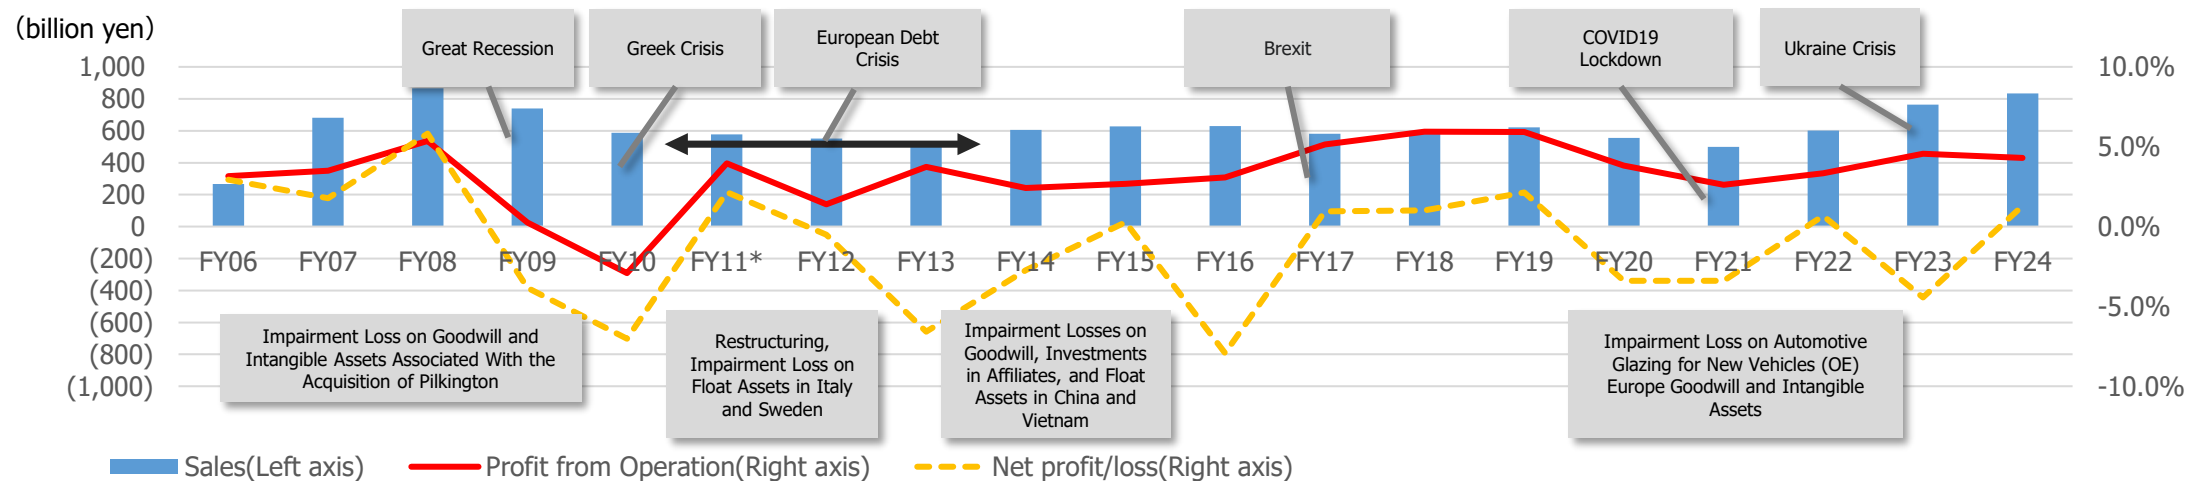 (billion yen)
Great Recession
Greek Crisis
European Debt
Crisis
Brexit
COVID19
Lockdown
Ukraine Crisis
1,000
800
600
400
200
0
(200)
(400)
(600)
(800)
(1,000)
10.0%
5.0%
0.0%
-5.0%
-10.0%
FY06 FY07 FY08 FY09 FY10 FY11* FY12 FY13 FY14 FY15 FY16 FY17 FY18 FY19 FY20 FY21 FY22 FY23 FY24
Impairment Loss on Goodwill and
Intangible Assets Associated With the
Acquisition of Pilkington
Restructuring,
Impairment Loss on
Float Assets in Italy
and Sweden
Impairment Losses on
Goodwill, Investments
in Affiliates, and Float
Assets in China and
Vietnam
Impairment Loss on Automotive
Glazing for New Vehicles (OE)
Europe Goodwill and Intangible
Assets
Sales(Left axis) Profit from Operation(Right axis) Net profit/loss(Right axis)